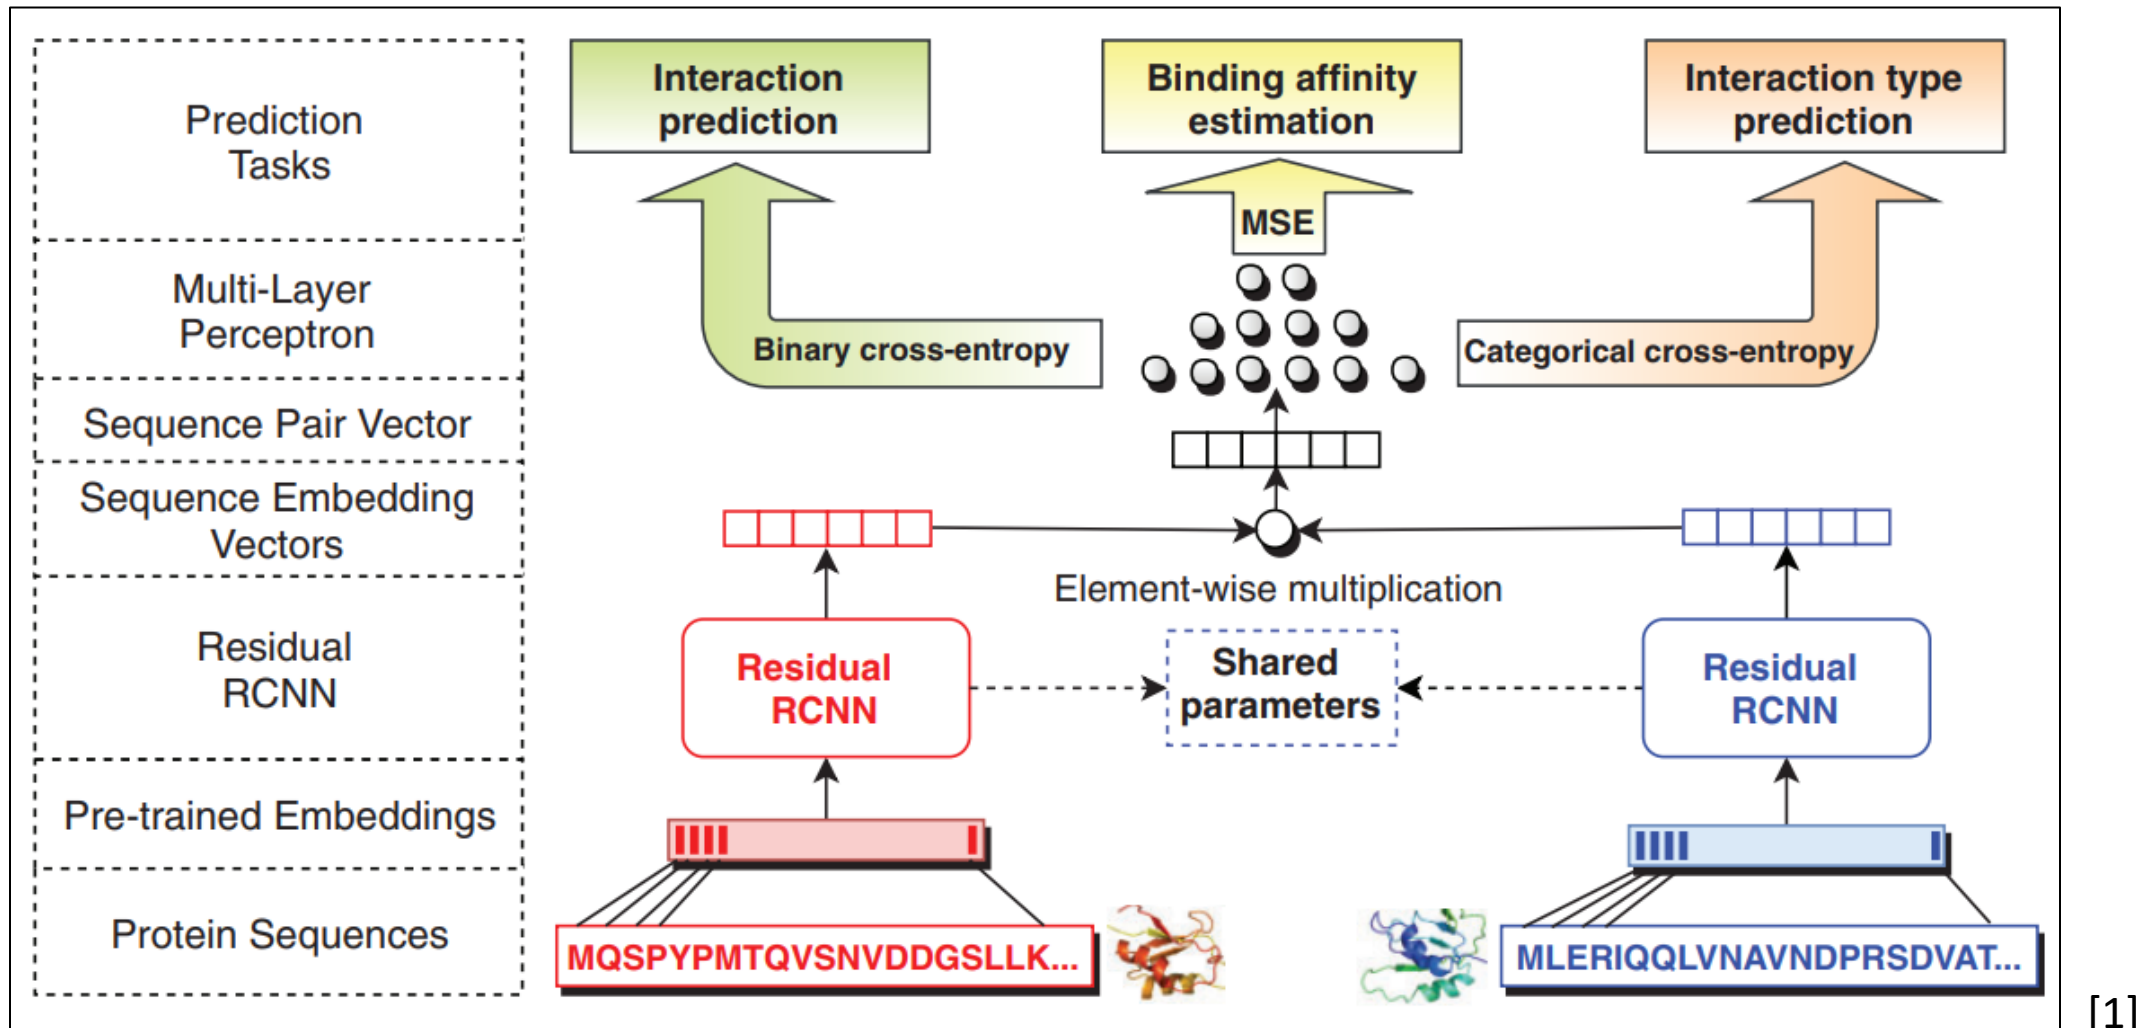 Prediction
Tasks
Multi-Layer
Perceptron
Sequence Pair Vector
Sequence Embedding
Vectors
Residual
RCNN
Pre-trained Embeddings
Protein Sequences
Interaction
prediction
Binding affinity
estimation
Interaction type
prediction
MSE
Binary cross-entropy
Categorical cross-entropy
Element-wise multiplication
Residual
RCNN
Shared
parameters
Residual
RCNN
MQSPYPMTQVSNVDDGSLLK...
MLERIQQLVNAVNDPRSDVAT...
[1]